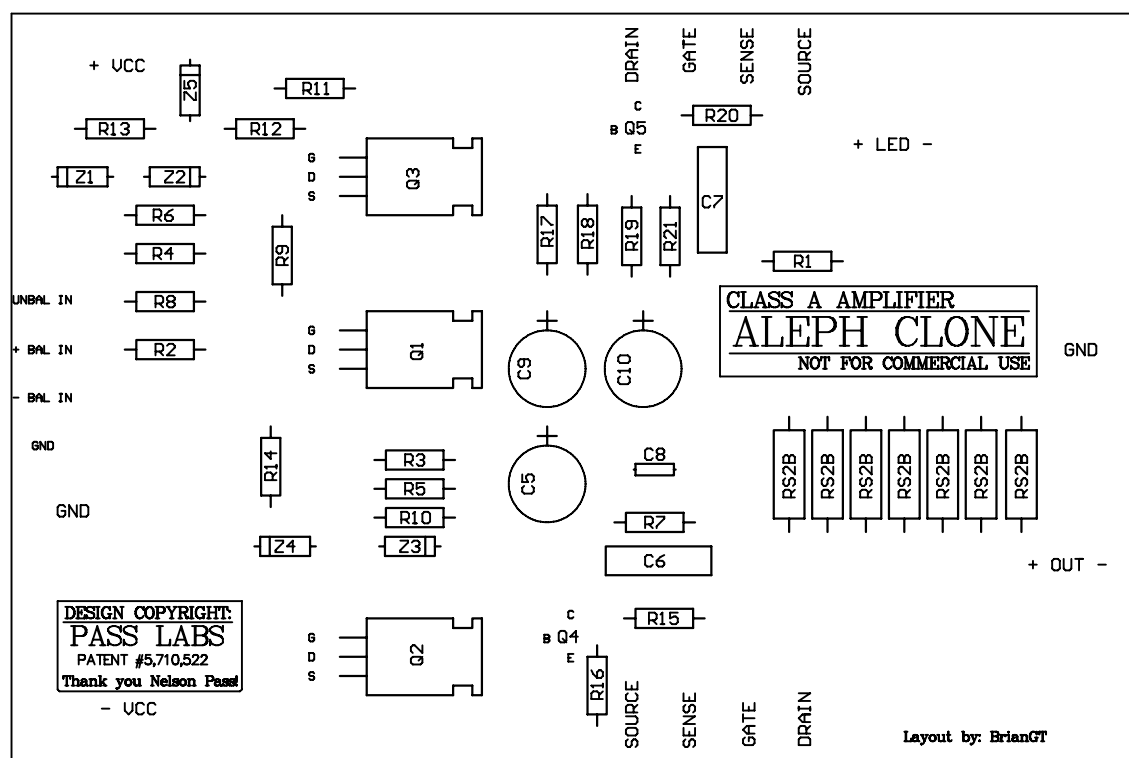 + VCC
Z5
R11
R13
R12
Z1
Z2
R6
R4
R9
UNBAL IN
R8
+ BAL IN
R2
- BAL IN
GND
GND
R14
Z4
G
D
S
Q3
G
D
S
Q1
R3
R5
R10
Z3
G
D
S
Q2
DRAIN
GATE
SENSE
SOURCE
C
B Q5
E
R20
C7
+ LED -
R17
R18
R19
R21
R1
CLASS A AMPLIFIER
ALEPH CLONE
NOT FOR COMMERCIAL USE
GND
C9
C10
C5
C8
R7
C6
RS2B
RS2B
RS2B
RS2B
RS2B
RS2B
RS2B
+ OUT -
C
B Q4
E
R15
R16
SOURCE
SENSE
GATE
DRAIN
DESIGN COPYRIGHT:
PASS LABS
PATENT #5,710,522
Thank you Nelson Pass!
- VCC
Layout by: BrianGT